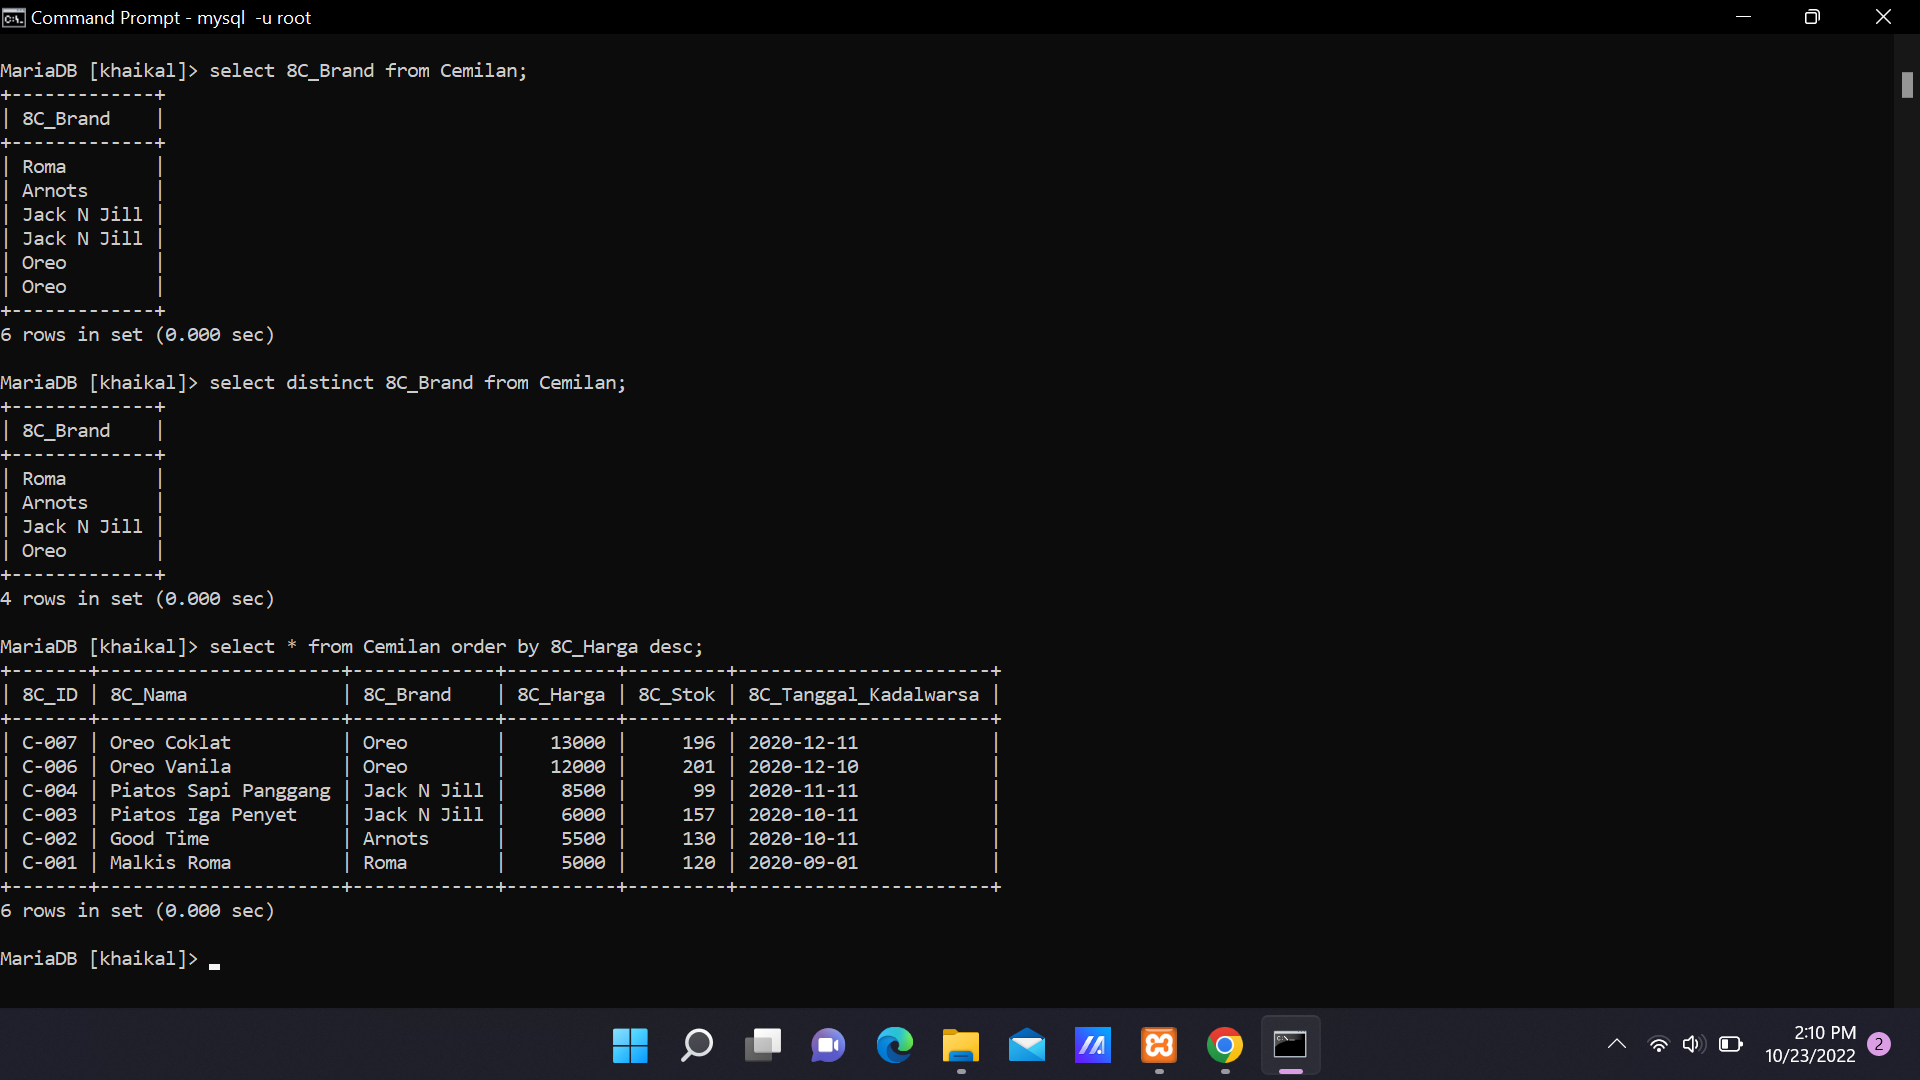 Command Prompt - mysql  -u root
MariaDB [khaikal]> select 8C_Brand from Cemilan;
+-------------+
| 8C_Brand    |
+-------------+
| Roma        |
| Arnots      |
| Jack N Jill |
| Jack N Jill |
| Oreo        |
| Oreo        |
+-------------+
6 rows in set (0.000 sec)
MariaDB [khaikal]> select distinct 8C_Brand from Cemilan;
+-------------+
| 8C_Brand    |
+-------------+
| Roma        |
| Arnots      |
| Jack N Jill |
| Oreo        |
+-------------+
4 rows in set (0.000 sec)
MariaDB [khaikal]> select * from Cemilan order by 8C_Harga desc;
+-------+----------------------+-------------+----------+---------+-----------------------+
| 8C_ID | 8C_Nama              | 8C_Brand    | 8C_Harga | 8C_Stok | 8C_Tanggal_Kadalwarsa |
+-------+----------------------+-------------+----------+---------+-----------------------+
| C-007 | Oreo Coklat          | Oreo        |    13000 |     196 | 2020-12-11            |
| C-006 | Oreo Vanila          | Oreo        |    12000 |     201 | 2020-12-10            |
| C-004 | Piatos Sapi Panggang | Jack N Jill |     8500 |      99 | 2020-11-11            |
| C-003 | Piatos Iga Penyet    | Jack N Jill |     6000 |     157 | 2020-10-11            |
| C-002 | Good Time            | Arnots      |     5500 |     130 | 2020-10-11            |
| C-001 | Malkis Roma          | Roma        |     5000 |     120 | 2020-09-01            |
+-------+----------------------+-------------+----------+---------+-----------------------+
6 rows in set (0.000 sec)
MariaDB [khaikal]>
2:10 PM
10/23/2022
2